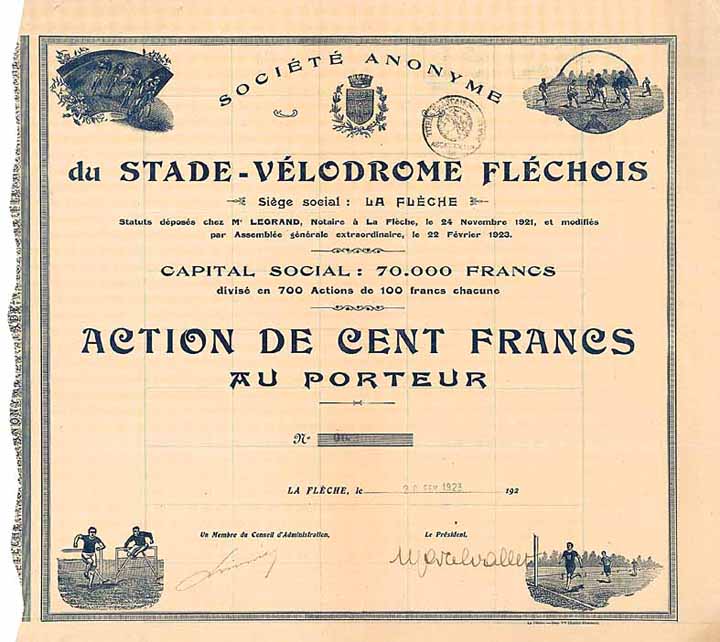 SOCIÉTÉ ANONYME
du STADE-VÉLODROME FLÉCHOIS
Siège social : LA FLÈCHE
Statuts déposés chez Me LEGRAND, Notaire à La Flèche, le 24 Novembre 1921, et modifiés
par Assemblée générale extraordinaire, le 22 Février 1923.
CAPITAL SOCIAL : 70.000 FRANCS
divisé en 700 Actions de 100 francs chacune
ACTION DE CENT FRANCS
AU PORTEUR
No
LA FLÈCHE, le FEV 1923 192
Un Membre du Conseil d'Administration, Le Président,